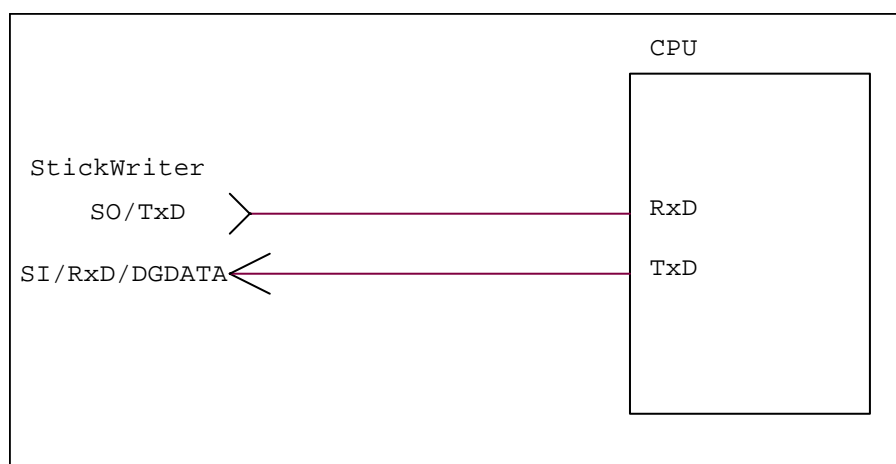 CPU
StickWriter
SO/TxD
RxD
SI/RxD/DGDATA
TxD